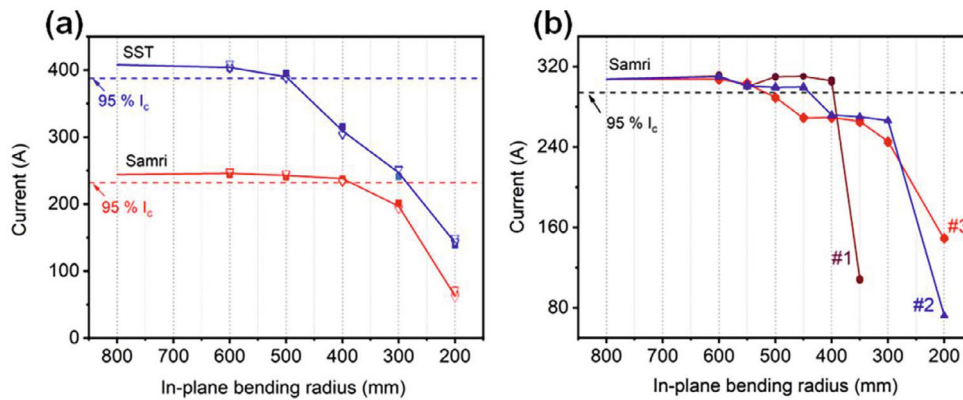 (a)
SST
400
95 % Ic
300
Samri
200
95 % Ic
100
0
800 700 600 500 400 300 200
Current (A)
In-plane bending radius (mm)
(b)
Samri
320
95 % Ic
240
160
80
#1
#2
#3
800 700 600 500 400 300 200
Current (A)
In-plane bending radius (mm)